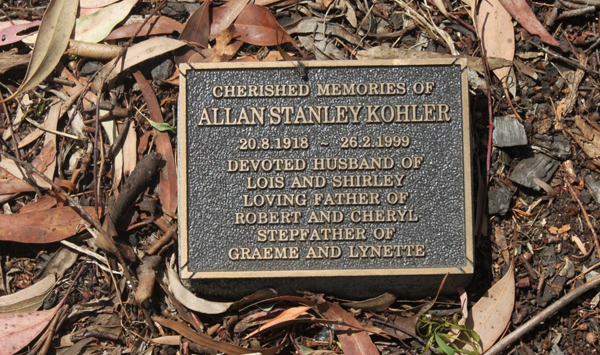 CHERISHED MEMORIES OF
ALLAN STANLEY KOHLER
20.8.1918 ~ 26.2.1999
DEVOTED HUSBAND OF
LOIS AND SHIRLEY
LOVING FATHER OF
ROBERT AND CHERYL
STEPFATHER OF
GRAEME AND LYNETTE